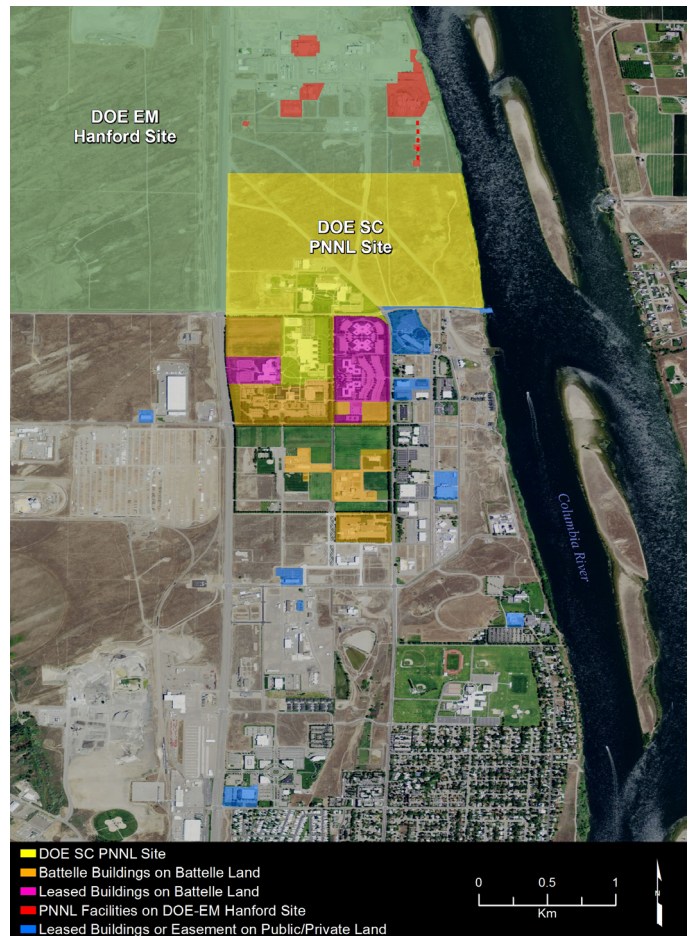 DOE EM
Hanford Site
DOE SC
PNNL Site
Columbia River
DOE SC PNNL Site
Battelle Buildings on Battelle Land
Leased Buildings on Battelle Land
PNNL Facilities on DOE-EM Hanford Site
Leased Buildings or Easement on Public/Private Land
0 0.5 1
Km
N